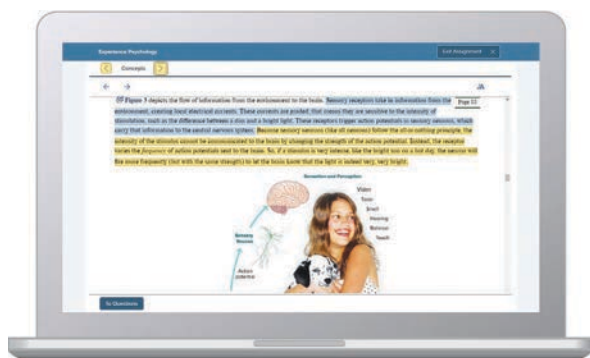 Experience Psychology
Exit Assignment X
Concepts
Figure 3 depicts the flow of information from the environment to the brain. Sensory receptors take in information from the
Page 22
environment, creating local electrical currents. These currents are graded; that means they are sensitive to the intensity of
stimulation, such as the difference between a dim and a bright light. These receptors trigger action potentials in sensory neurons, which
carry that information to the central nervous system. Because sensory neurons (like all neurons) follow the all-or-nothing principle, the
intensity of the stimulus cannot be communicated to the brain by changing the strength of the action potential. Instead, the receptor
varies the frequency of action potentials sent to the brain. So, if a stimulus is very intense, like the bright sun on a hot day, the neuron will
fire more frequently (but with the same strength) to let the brain know that the light is indeed very, very bright.
Sensation and Perception
Vision
Taste
Smell
Hearing
Balance
Touch
Sensory
Neurons
Action
potential
To Questions